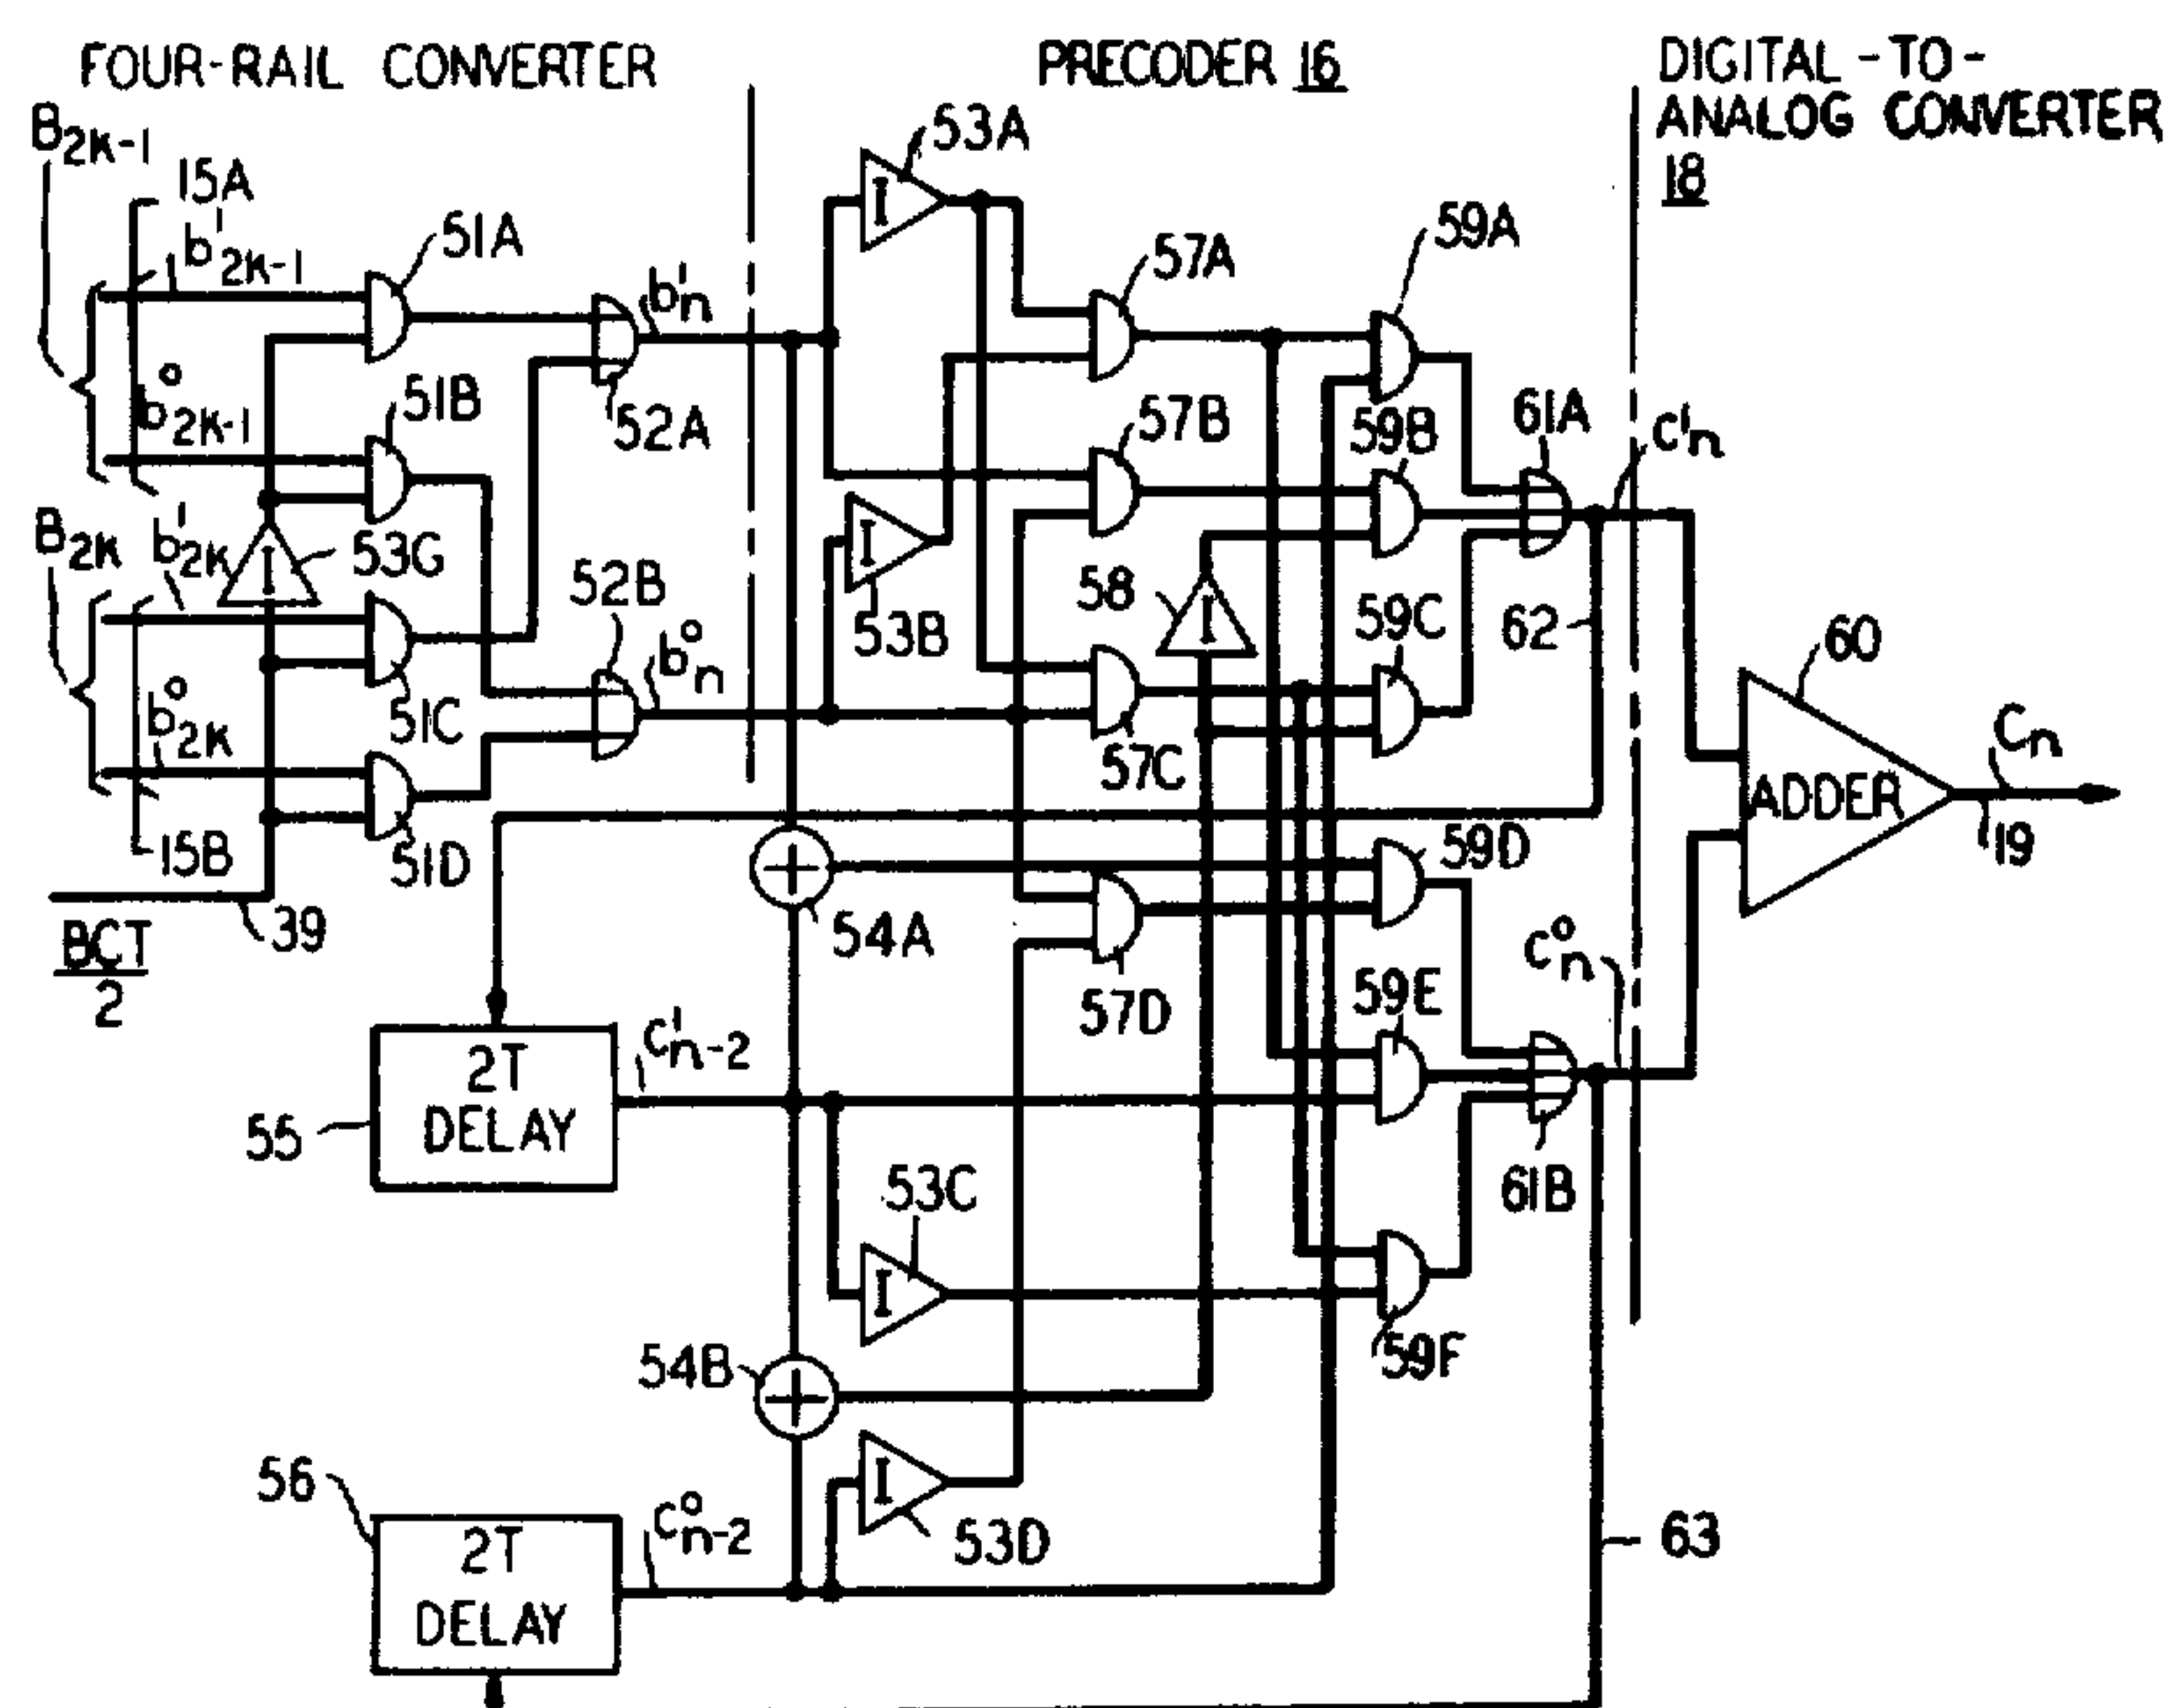 FOUR-RAIL CONVERTER
PRECODER 16
DIGITAL-TO-
ANALOG CONVERTER
18
B2K-1
15A
b'2K-1
b°2K-1
B2K
b'2K
b°2K
15B
BCT
2
39
51A
51B
51C
51D
53G
52A
52B
b'n
b°n
53A
53B
57A
57B
57C
57D
58
59A
59B
59C
59D
59E
59F
61A
61B
c'n
c°n
62
63
60
ADDER
Cn
19
54A
54B
2T
DELAY
55
c'n-2
53C
53D
2T
DELAY
56
c°n-2
I
I
I
I
I
I